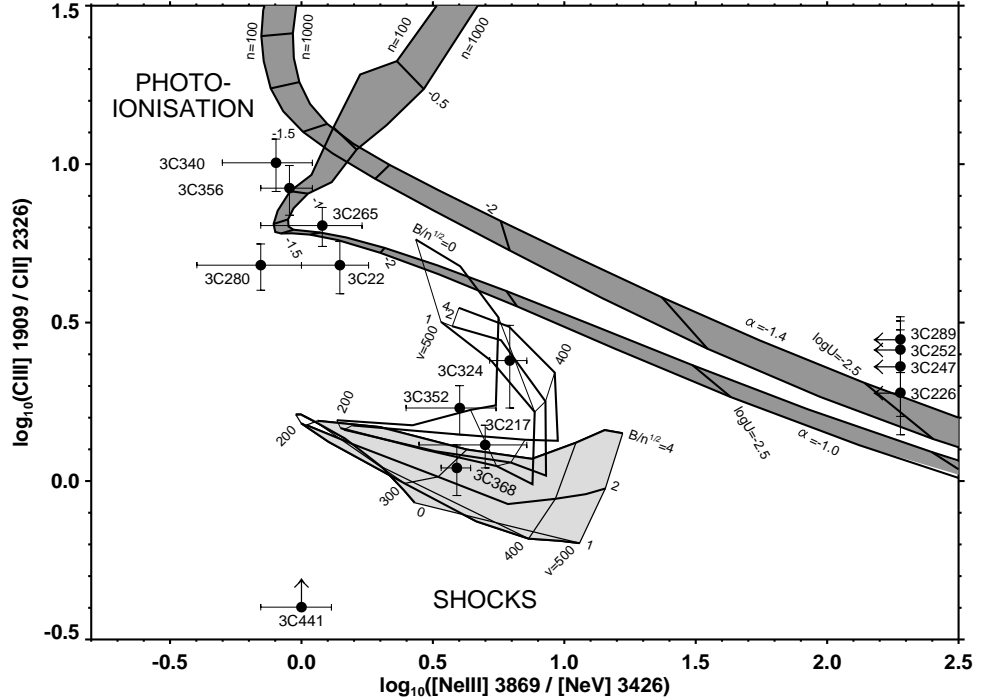 1.5
n=100
n=1000
n=100
n=1000
PHOTO-
IONISATION
-0.5
-1.5
1.0
3C340
3C356
-1
3C265
-2
B/n^1/2=0
-1.5
-2
3C280
3C22
0.5
4
2
1
v=500
400
α=-1.4
logU=-2.5
3C289
3C252
3C247
3C226
3C324
3C352
200
3C217
200
B/n^1/2=4
logU=-2.5
α=-1.0
0.0
300
3C368
2
0
400
v=500
1
SHOCKS
3C441
-0.5
-0.5
0.0
0.5
1.0
1.5
2.0
2.5
log10([NeIII] 3869 / [NeV] 3426)
log10(CIII] 1909 / CII] 2326)